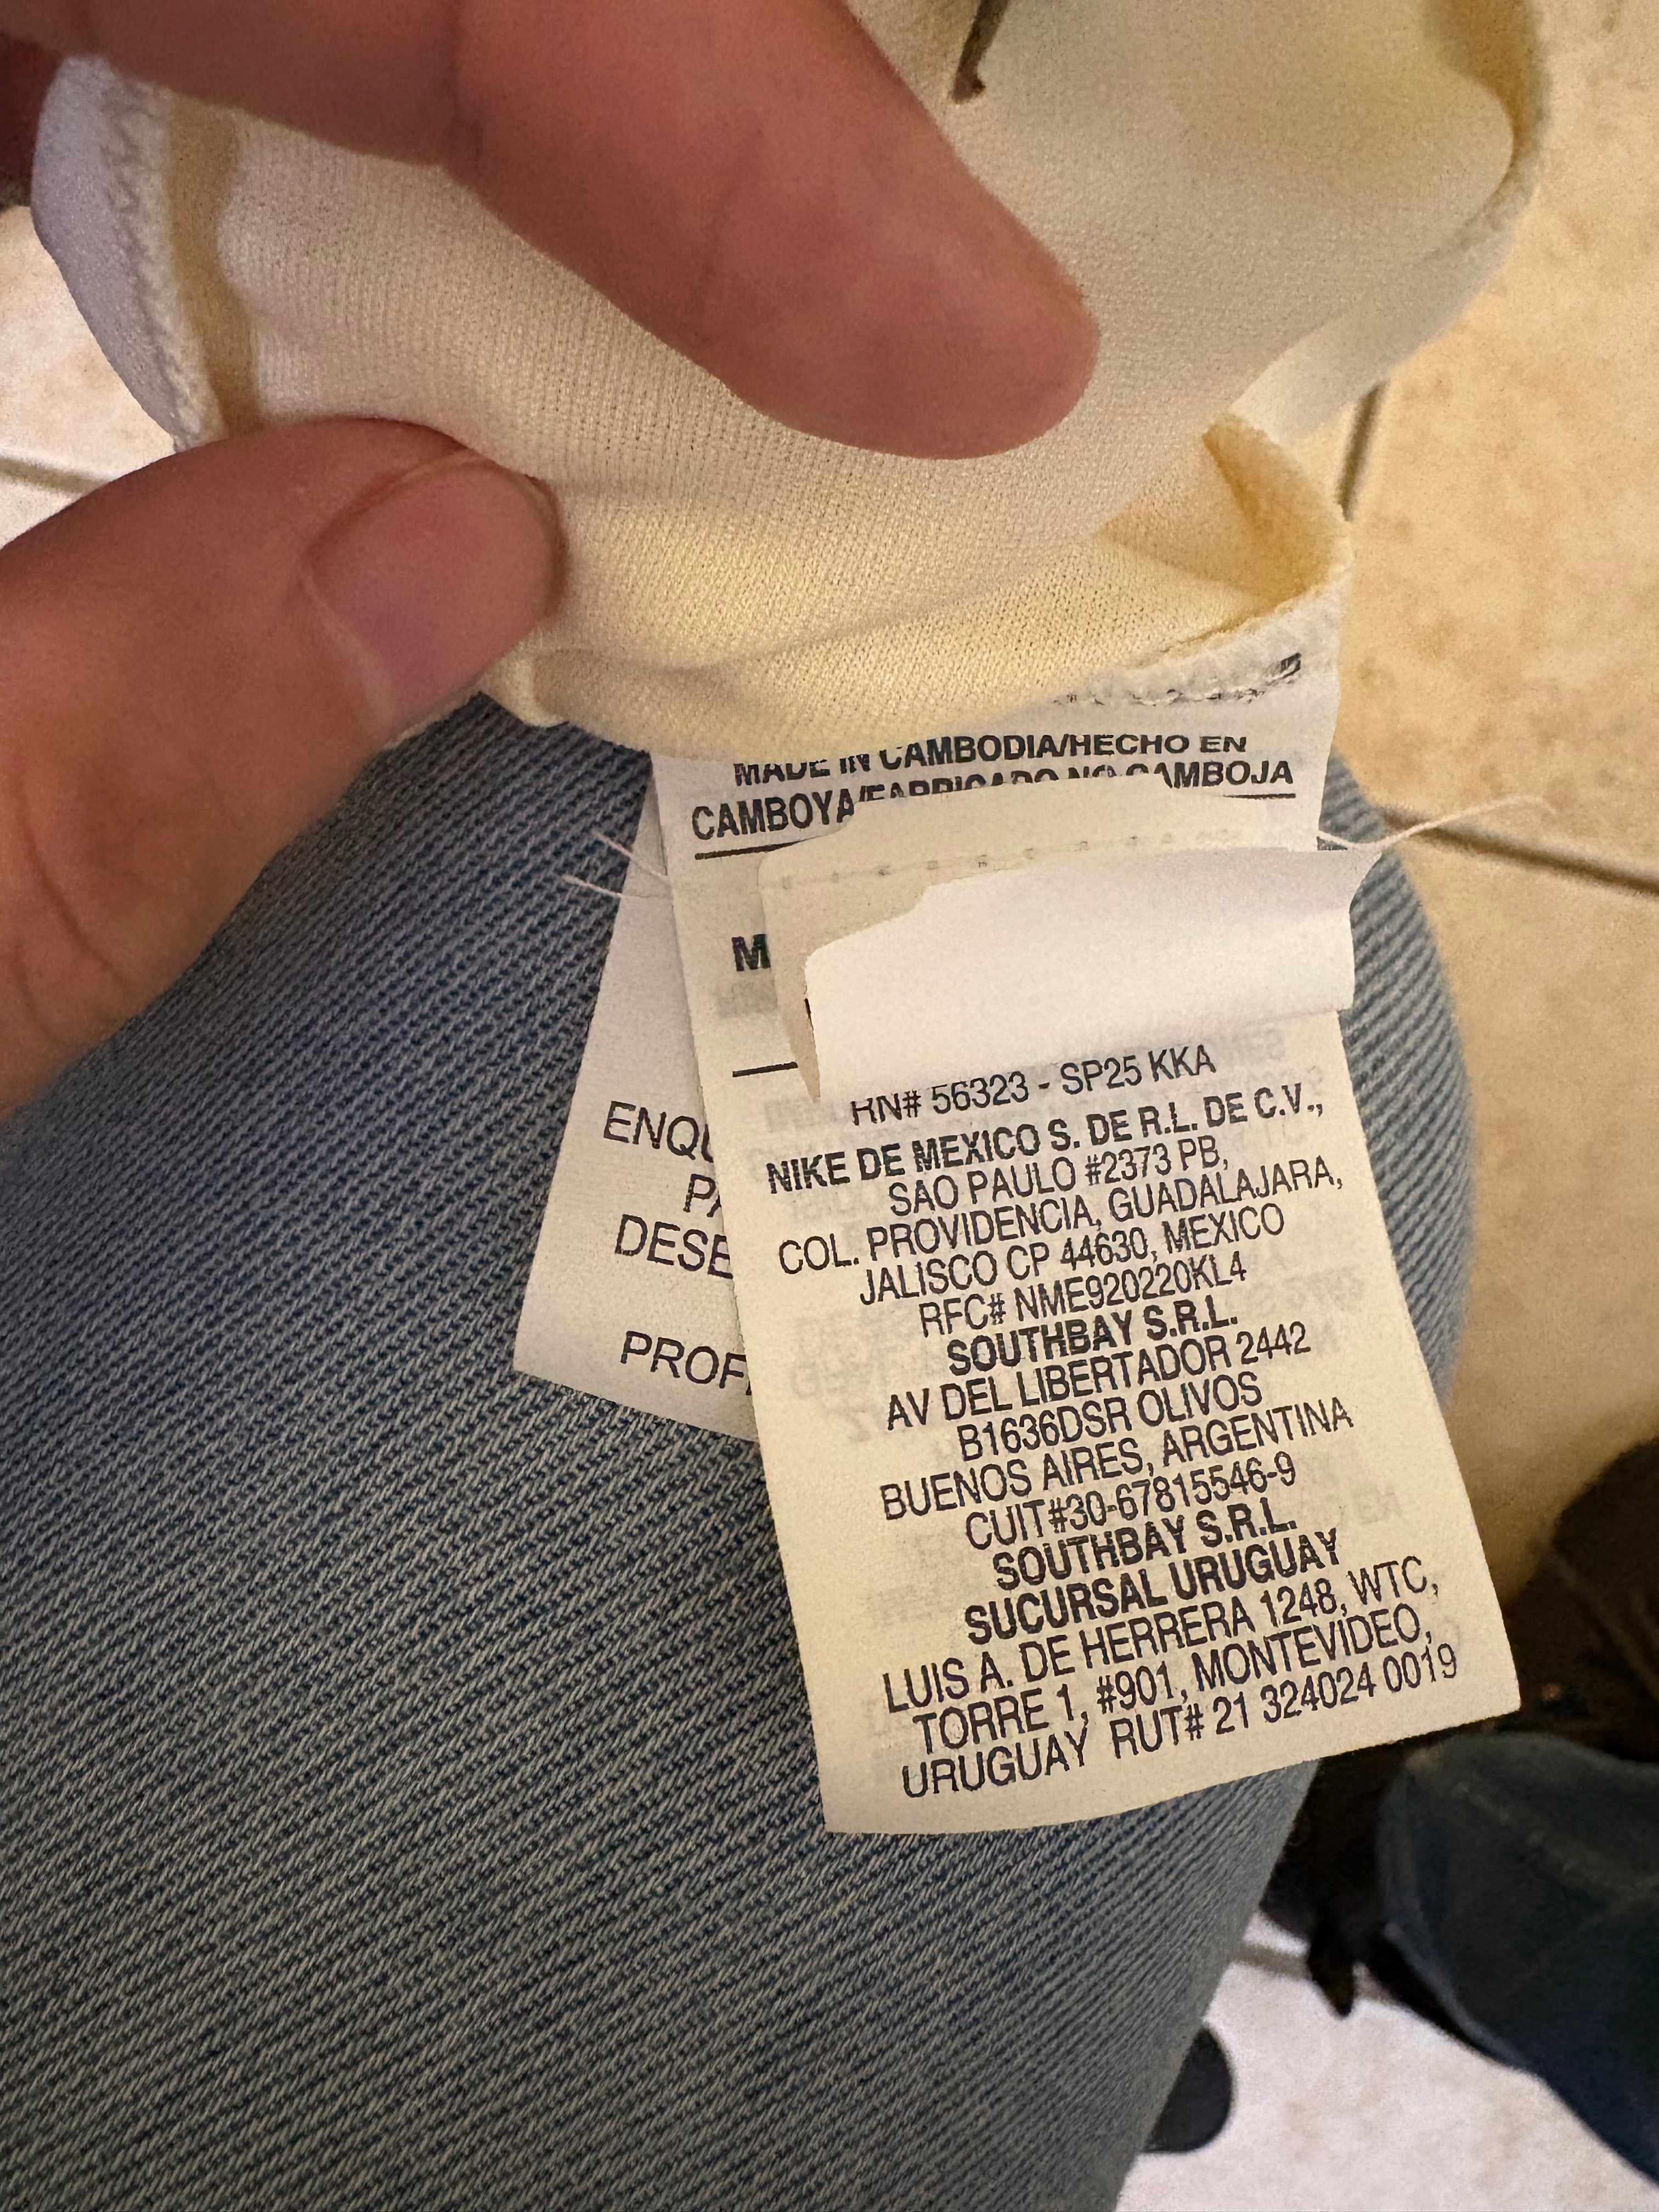 MADE IN CAMBODIA/HECHO EN
CAMBOYA/FABRICADO NO CAMBOJA
M
RN# 56323 - SP25 KKA
NIKE DE MEXICO S. DE R.L. DE C.V.,
SAO PAULO #2373 PB,
COL. PROVIDENCIA, GUADALAJARA,
JALISCO CP 44630, MEXICO
RFC# NME920220KL4
SOUTHBAY S.R.L.
AV DEL LIBERTADOR 2442
B1636DSR OLIVOS
BUENOS AIRES, ARGENTINA
CUIT#30-67815546-9
SOUTHBAY S.R.L.
SUCURSAL URUGUAY
LUIS A. DE HERRERA 1248, WTC,
TORRE 1, #901, MONTEVIDEO,
URUGUAY RUT# 21 324024 0019
ENQU
PA
DESE
PROF